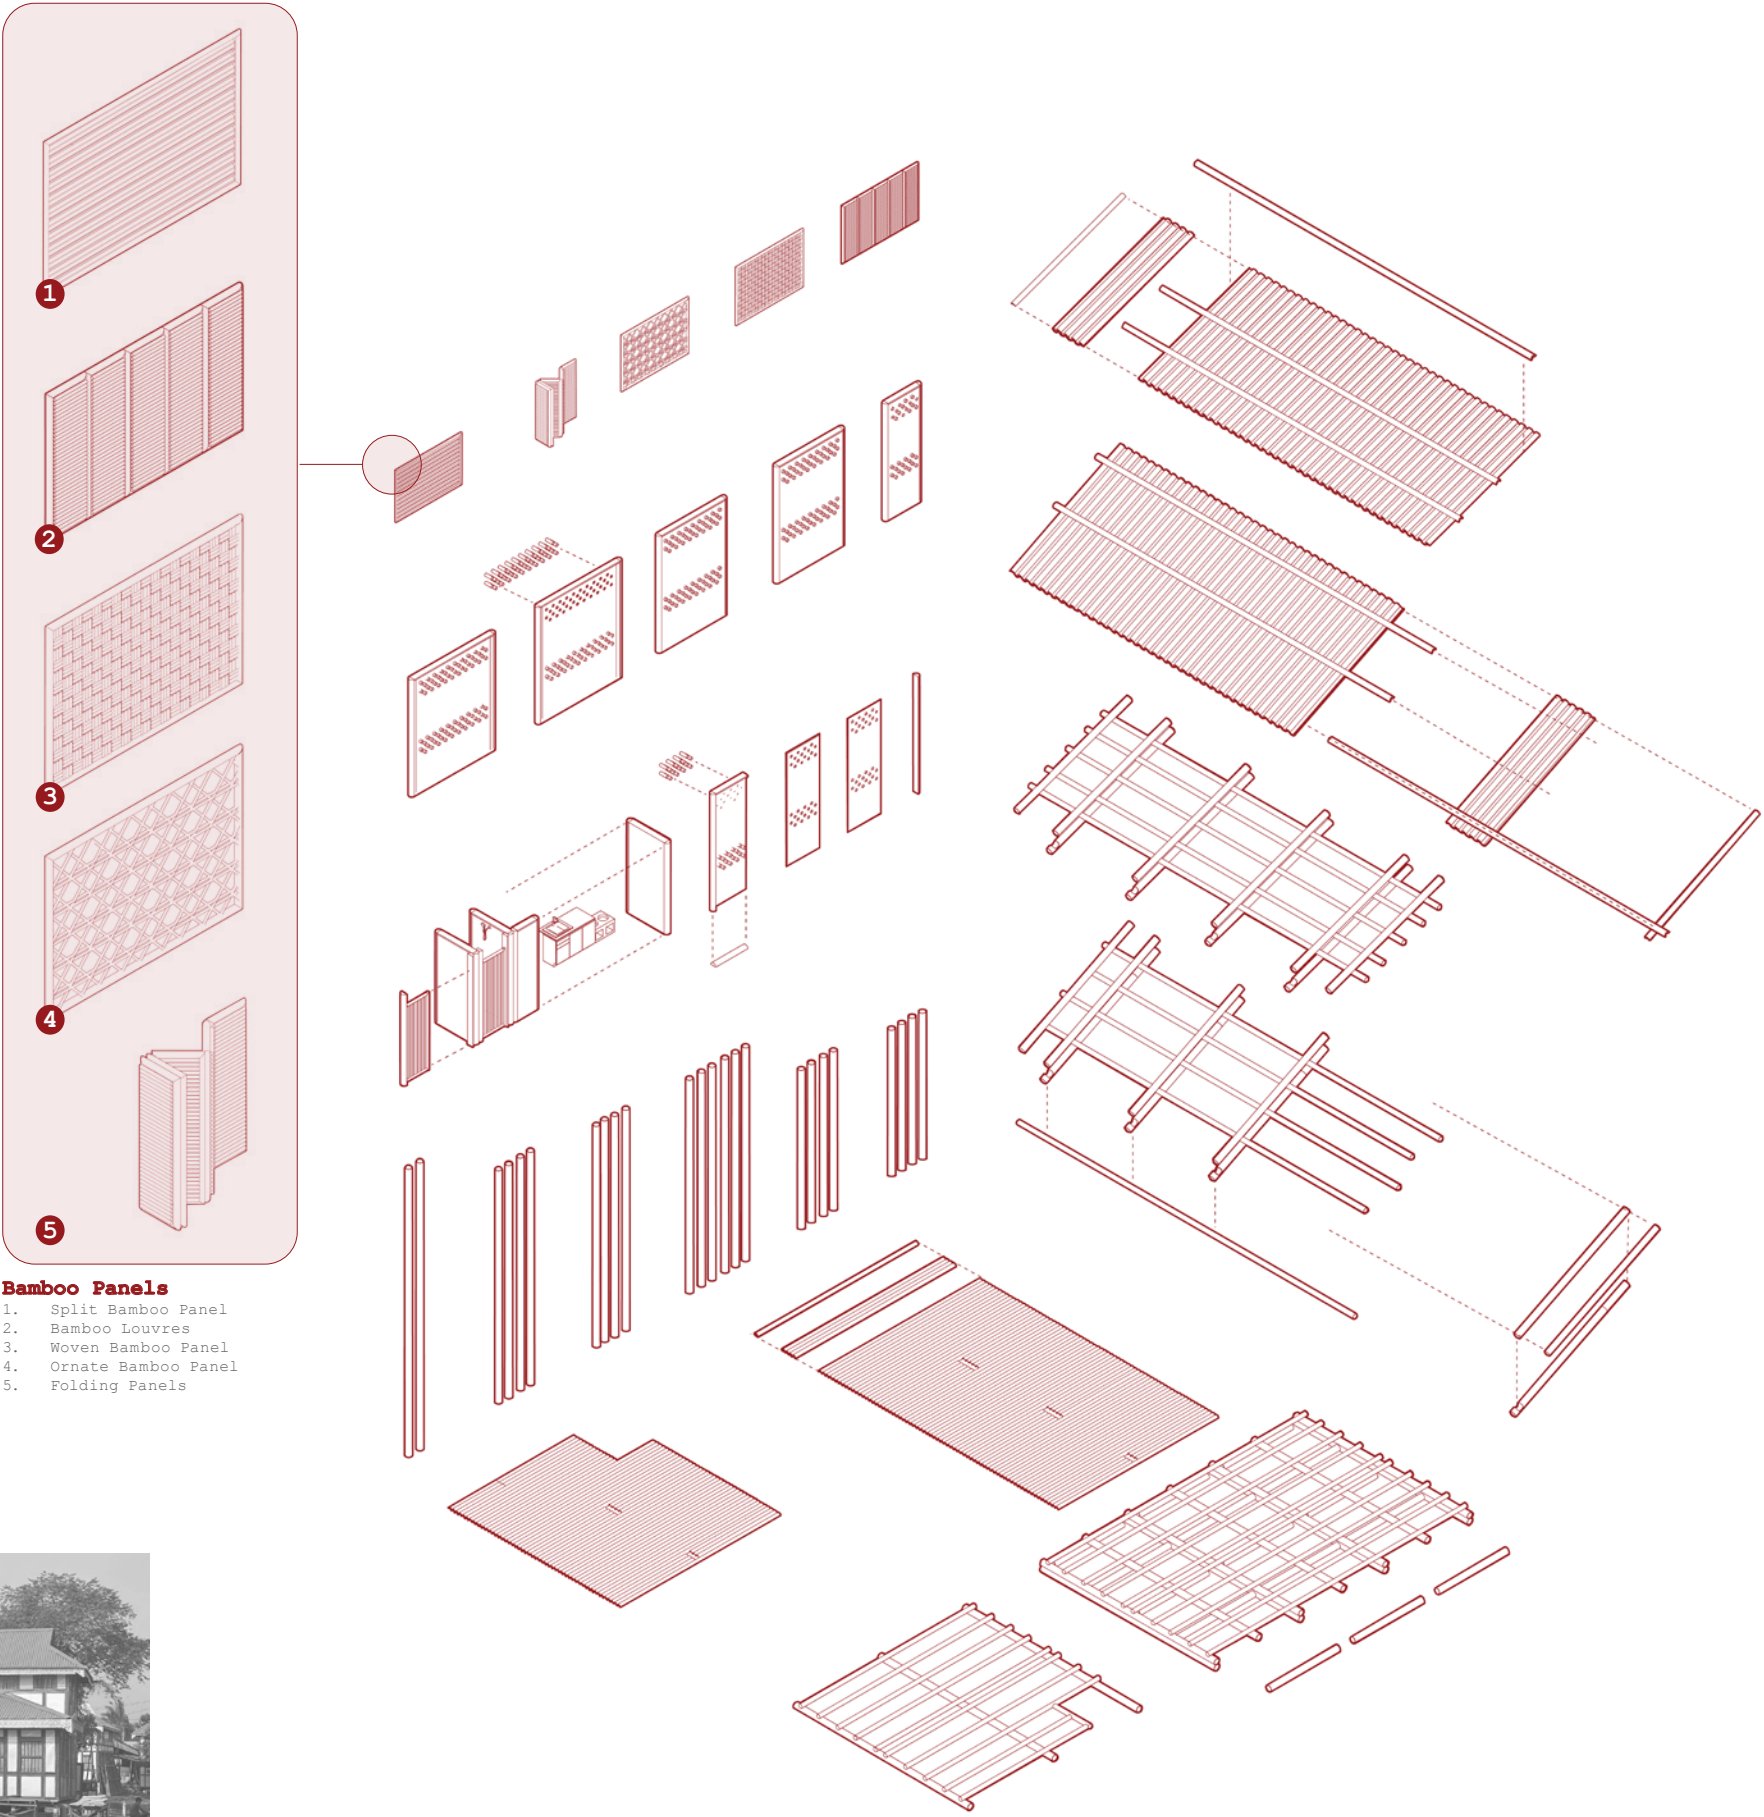 1
2
3
4
5
Bamboo Panels
1. Split Bamboo Panel
2. Bamboo Louvres
3. Woven Bamboo Panel
4. Ornate Bamboo Panel
5. Folding Panels